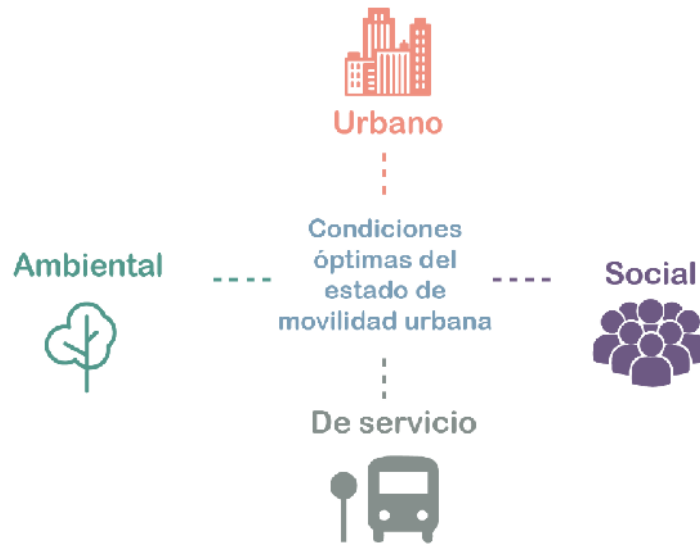 Urbano
Condiciones
óptimas del
estado de
movilidad urbana
Ambiental
Social
De servicio